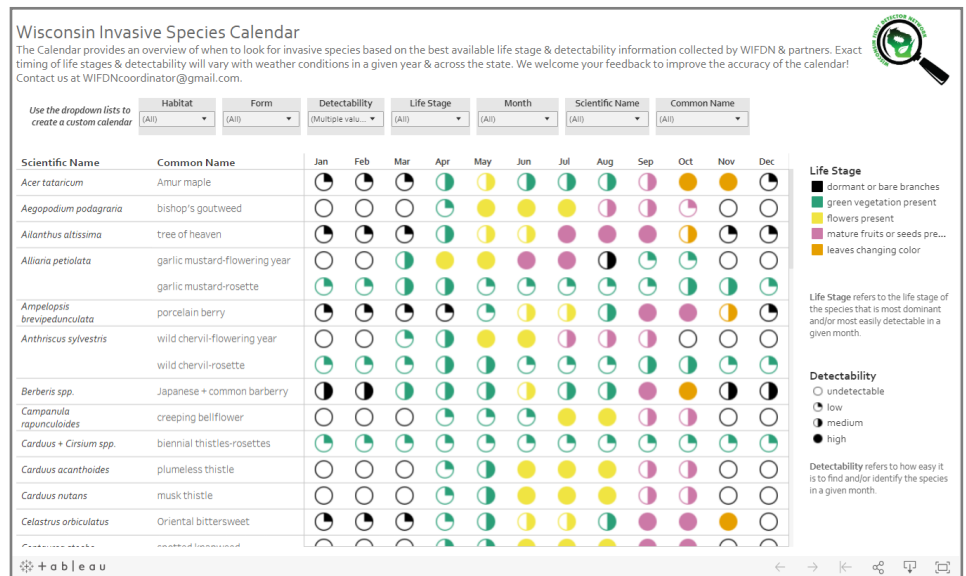 Wisconsin Invasive Species Calendar
The Calendar provides an overview of when to look for invasive species based on the best available life stage & detectability information collected by WIFDN & partners. Exact
timing of life stages & detectability will vary with weather conditions in a given year & across the state. We welcome your feedback to improve the accuracy of the calendar!
Contact us at WIFDNcoordinator@gmail.com.
WISCONSIN FIRST DETECTOR NETWORK
Use the dropdown lists to
create a custom calendar
Habitat Form Detectability Life Stage Month Scientific Name Common Name
(All) (All) (Multiple valu... (All) (All) (All) (All)
Scientific Name Common Name Jan Feb Mar Apr May Jun Jul Aug Sep Oct Nov Dec
Acer tataricum Amur maple
Aegopodium podagraria bishop's goutweed
Ailanthus altissima tree of heaven
Alliaria petiolata garlic mustard-flowering year
garlic mustard-rosette
Ampelopsis
brevipedunculata porcelain berry
Anthriscus sylvestris wild chervil-flowering year
wild chervil-rosette
Berberis spp. Japanese + common barberry
Campanula
rapunculoides creeping bellflower
Carduus + Cirsium spp. biennial thistles-rosettes
Carduus acanthoides plumeless thistle
Carduus nutans musk thistle
Celastrus orbiculatus Oriental bittersweet
Life Stage
dormant or bare branches
green vegetation present
flowers present
mature fruits or seeds pre...
leaves changing color
Life Stage refers to the life stage of
the species that is most dominant
and/or most easily detectable in a
given month.
Detectability
undetectable
low
medium
high
Detectability refers to how easy it
is to find and/or identify the species
in a given month.
+ a b | e a u